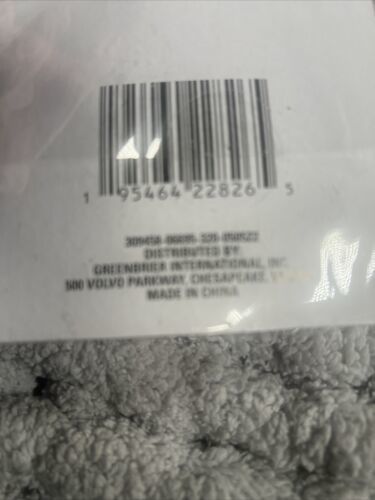 1 95464 22826 5
DISTRIBUTED BY:
GREENBRIER INTERNATIONAL, INC.
500 VOLVO PARKWAY, CHESAPEAKE,
MADE IN CHINA